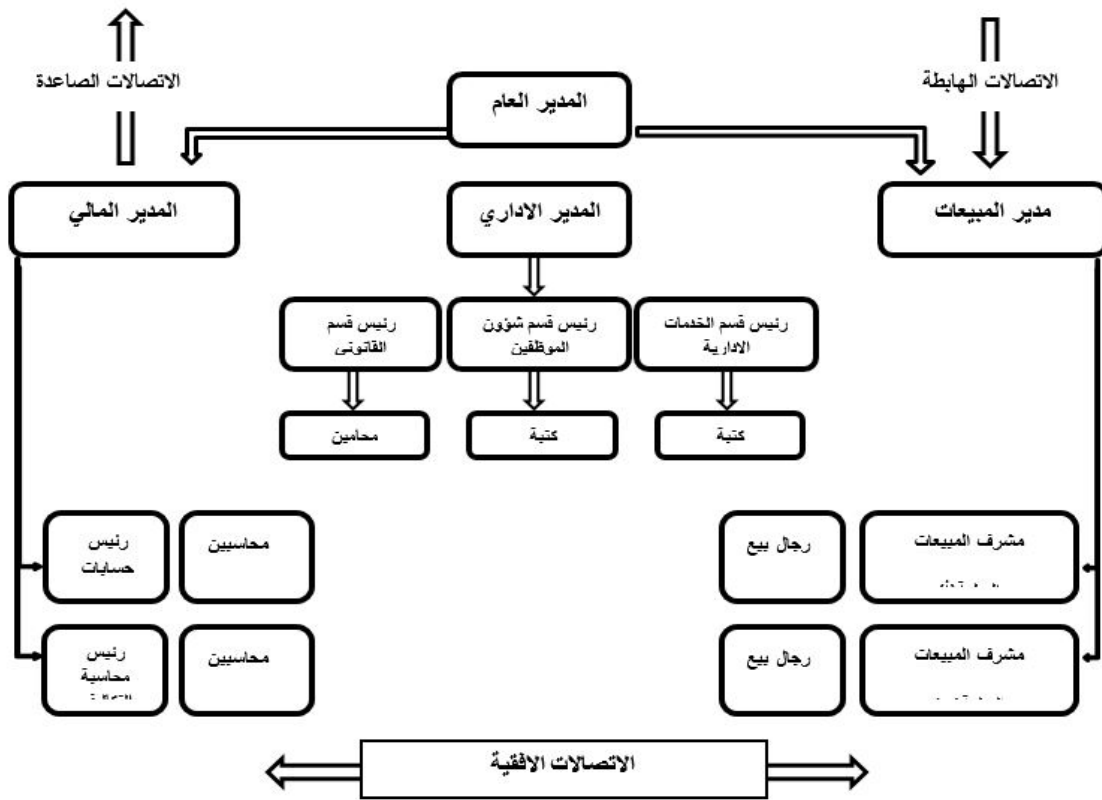 الاتصالات الهابطة
الاتصالات الصاعدة
المدير العام
مدير المبيعات
المدير الاداري
المدير المالي
رئيس قسم الخدمات
الادارية
رئيس قسم شؤون
الموظفين
رئيس قسم
القانوني
كتبة
كتبة
محامين
مشرف المبيعات
رجال بيع
محاسبين
رئيس
حسابات
مشرف المبيعات
رجال بيع
محاسبين
رئيس
محاسبة
الاتصالات الافقية